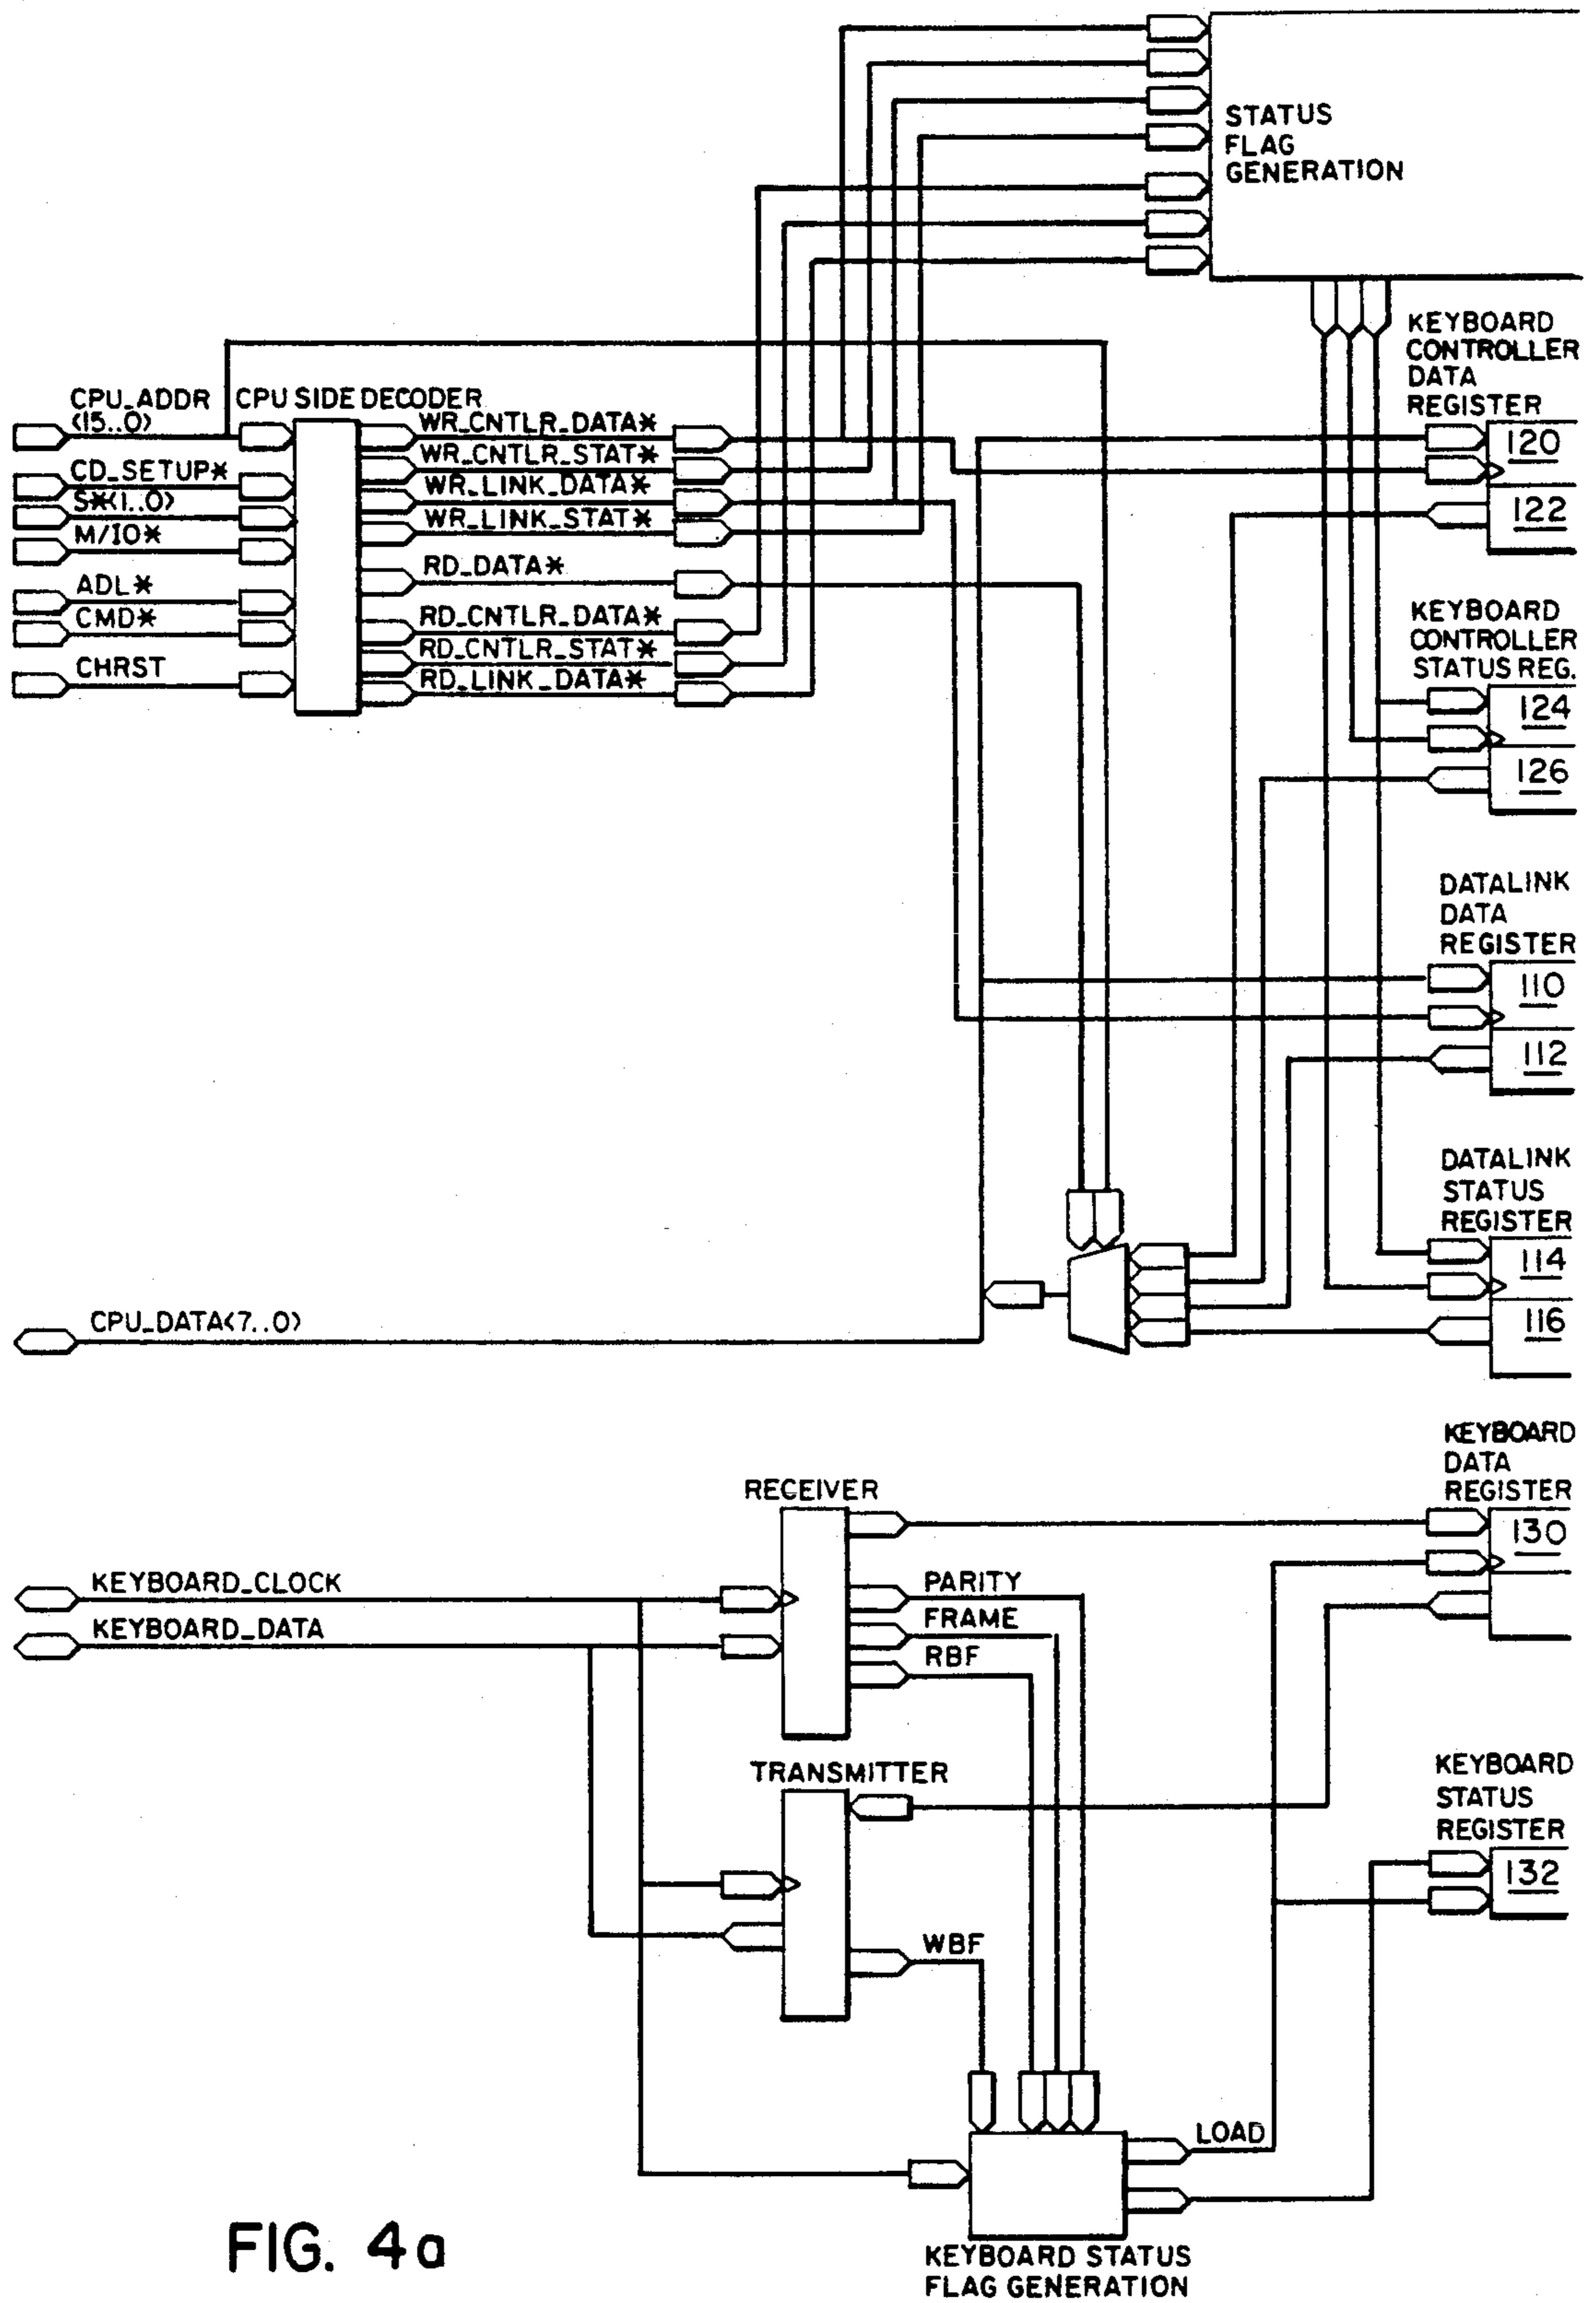 STATUS
FLAG
GENERATION
KEYBOARD
CONTROLLER
DATA
REGISTER
120
122
CPU_ADDR
<15..0>
CPU SIDE DECODER
CD_SETUP*
S*<1..0>
M/IO*
ADL*
CMD*
CHRST
WR_CNTLR_DATA*
WR_CNTLR_STAT*
WR_LINK_DATA*
WR_LINK_STAT*
RD_DATA*
RD_CNTLR_DATA*
RD_CNTLR_STAT*
RD_LINK_DATA*
KEYBOARD
CONTROLLER
STATUS REG.
124
126
DATALINK
DATA
REGISTER
110
112
DATALINK
STATUS
REGISTER
114
116
CPU_DATA<7..0>
KEYBOARD
DATA
REGISTER
130
RECEIVER
KEYBOARD_CLOCK
KEYBOARD_DATA
PARITY
FRAME
RBF
TRANSMITTER
KEYBOARD
STATUS
REGISTER
132
WBF
LOAD
KEYBOARD STATUS
FLAG GENERATION
FIG. 4a